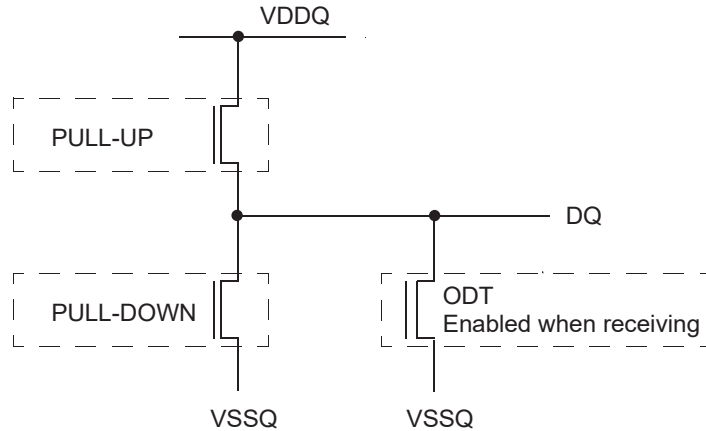 VDDQ
PULL-UP
DQ
PULL-DOWN
ODT
Enabled when receiving
VSSQ
VSSQ